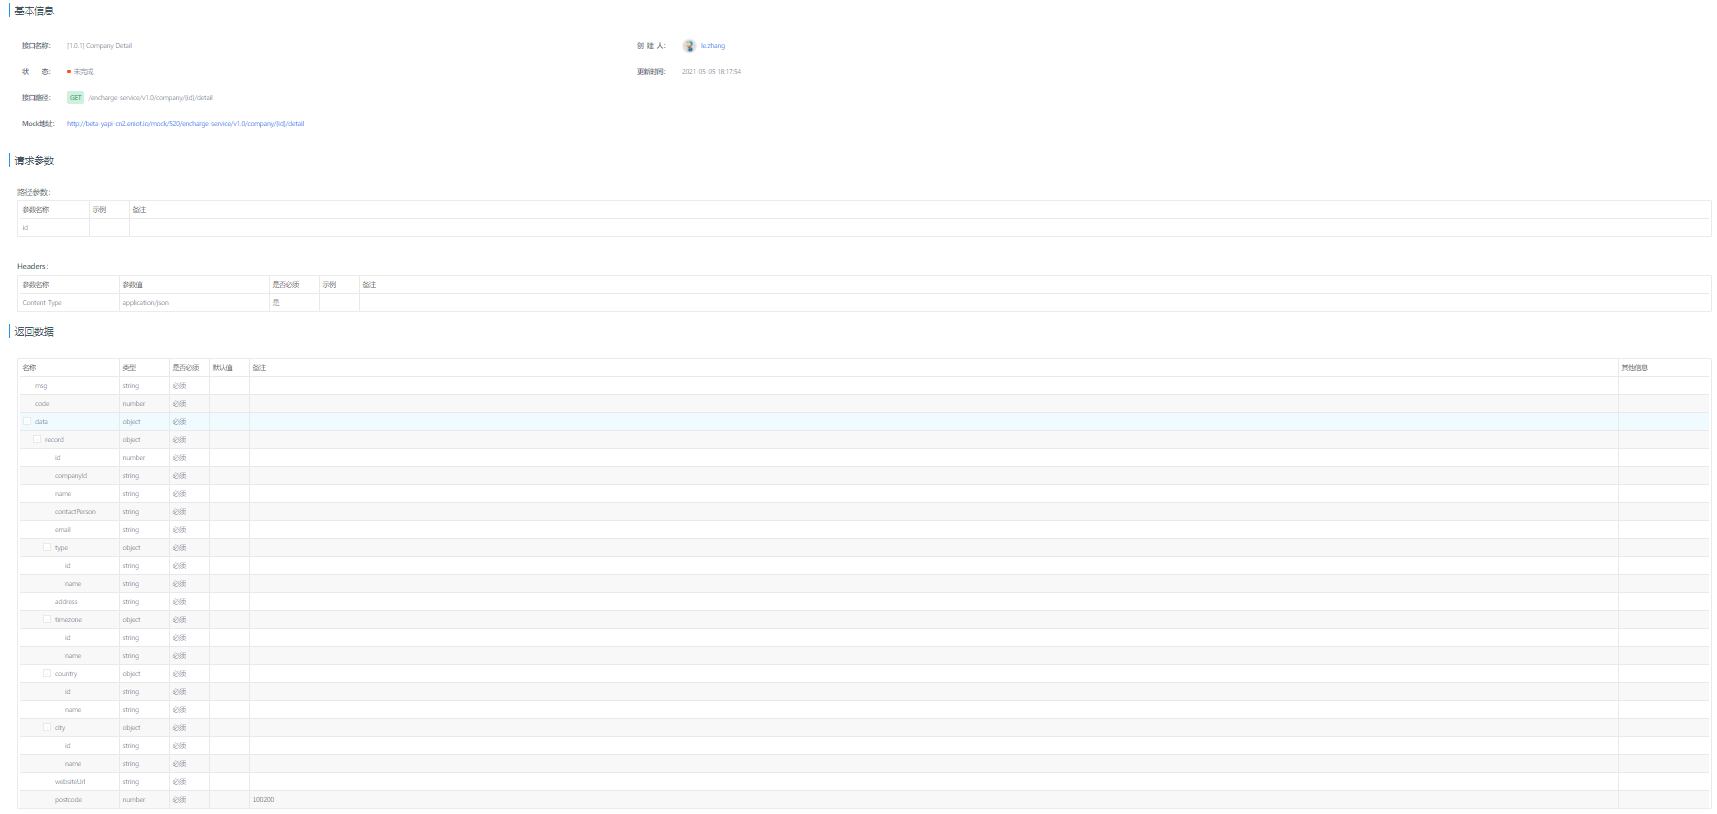 基本信息
接口名称： [1.0.1] Company Detail 创 建 人： le.zhang
状 态： 未完成 更新时间： 2021-05-05 18:17:54
接口路径： GET /encharge-service/v1.0/company/{id}/detail
Mock地址： http://beta-yapi-cn2.eniot.io/mock/520/encharge-service/v1.0/company/{id}/detail
请求参数
路径参数：
参数名称 示例 备注
id
Headers：
参数名称 参数值 是否必须 示例 备注
Content-Type application/json 是
返回数据
名称 类型 是否必须 默认值 备注 其他信息
msg string 必须
code number 必须
data object 必须
record object 必须
id number 必须
companyId string 必须
name string 必须
contactPerson string 必须
email string 必须
type object 必须
id string 必须
name string 必须
address string 必须
timezone object 必须
id string 必须
name string 必须
country object 必须
id string 必须
name string 必须
city object 必须
id string 必须
name string 必须
websiteUrl string 必须
postcode number 必须 100200